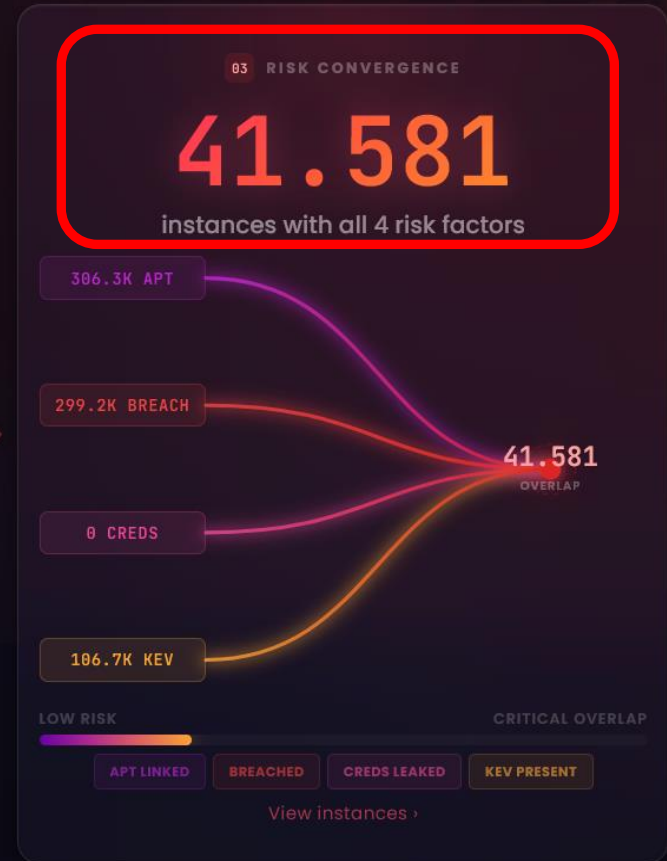 03 RISK CONVERGENCE
41.581
instances with all 4 risk factors
306.3K APT
299.2K BREACH
41.581
OVERLAP
0 CREDS
106.7K KEV
LOW RISK CRITICAL OVERLAP
APT LINKED BREACHED CREDS LEAKED KEV PRESENT
View instances ›